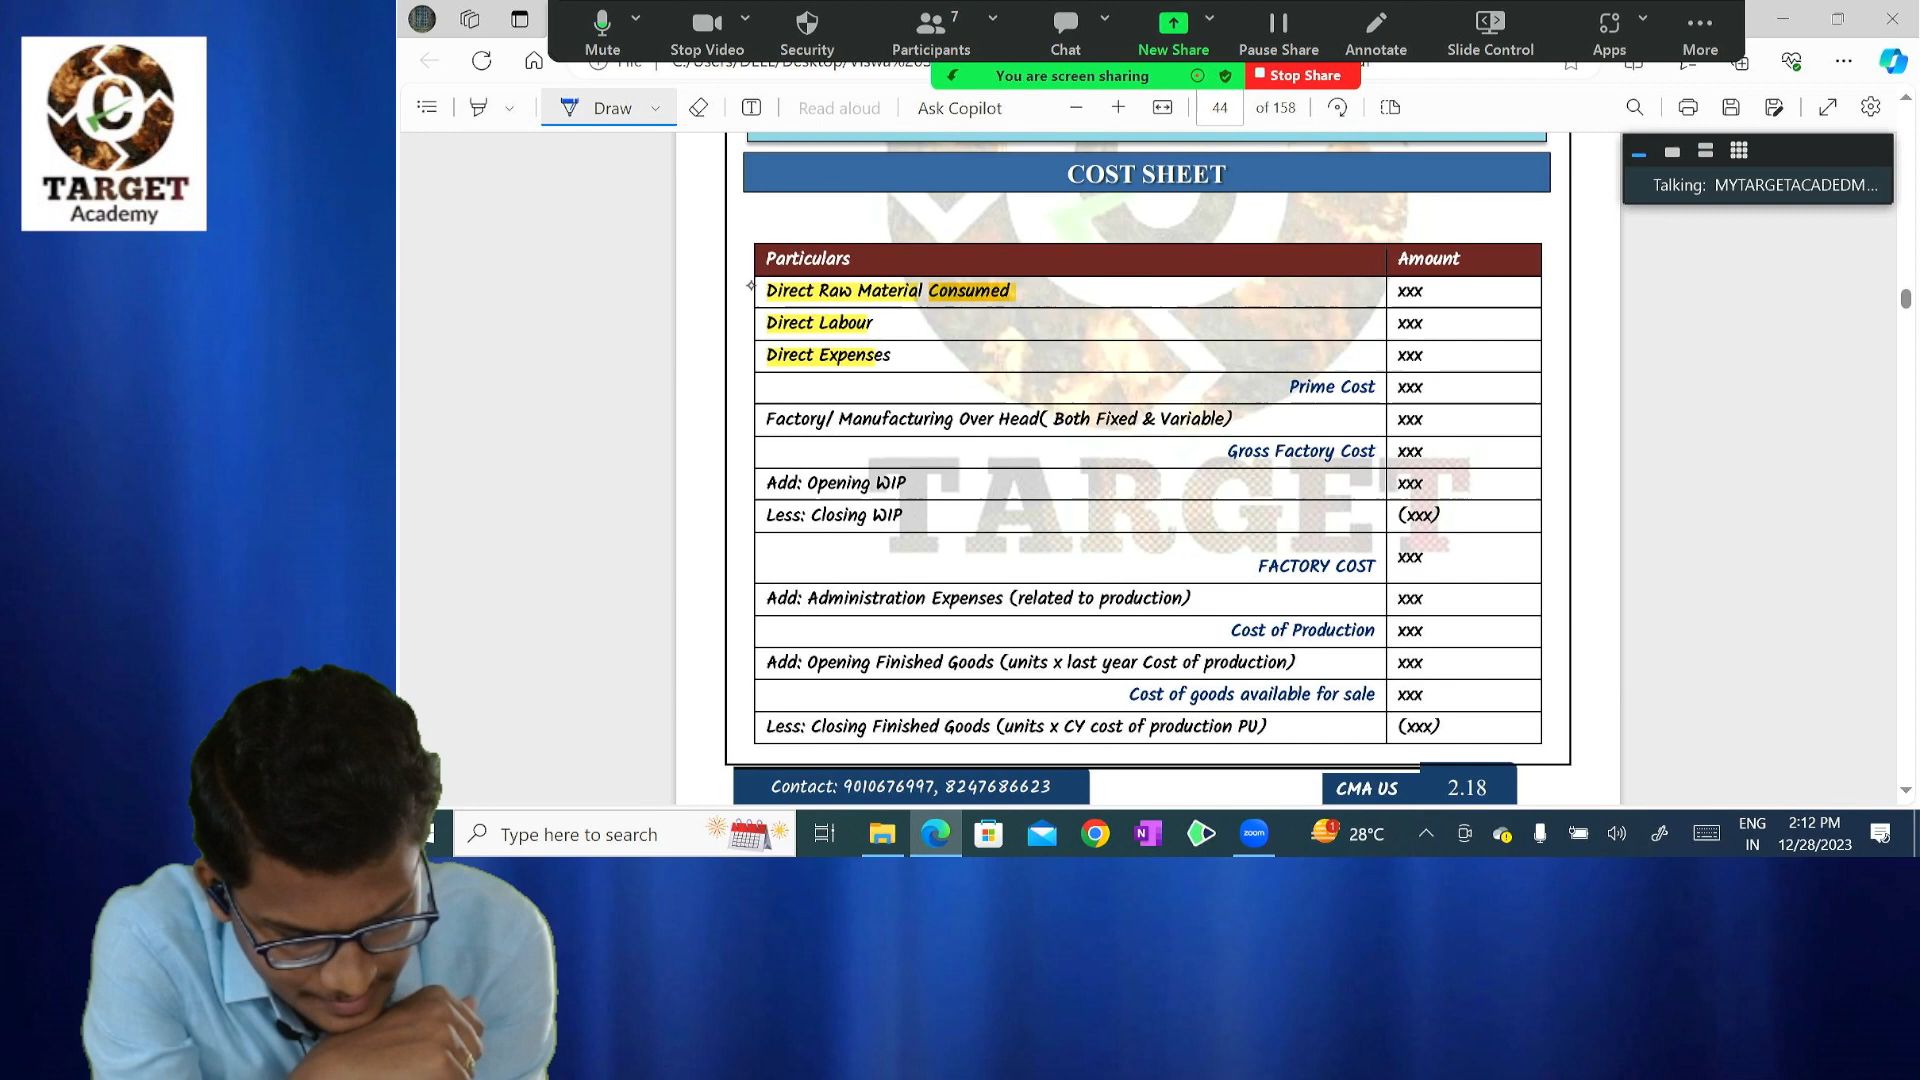 Mute
Stop Video
Security
7
Participants
Chat
New Share
Pause Share
Annotate
Slide Control
Apps
More
You are screen sharing
Stop Share
Draw
Read aloud
Ask Copilot
44
of 158
Talking: MYTARGETACADEDM...
TARGET
Academy
COST SHEET
Particulars Amount
Direct Raw Material Consumed xxx
Direct Labour xxx
Direct Expenses xxx
Prime Cost xxx
Factory/ Manufacturing Over Head( Both Fixed & Variable) xxx
Gross Factory Cost xxx
Add: Opening WIP xxx
Less: Closing WIP (xxx)
FACTORY COST xxx
Add: Administration Expenses (related to production) xxx
Cost of Production xxx
Add: Opening Finished Goods (units x last year Cost of production) xxx
Cost of goods available for sale xxx
Less: Closing Finished Goods (units x CY cost of production PU) (xxx)
TARGET
Contact: 9010676997, 8247686623
CMA US 2.18
Type here to search
zoom
1
28°C
ENG
IN
2:12 PM
12/28/2023